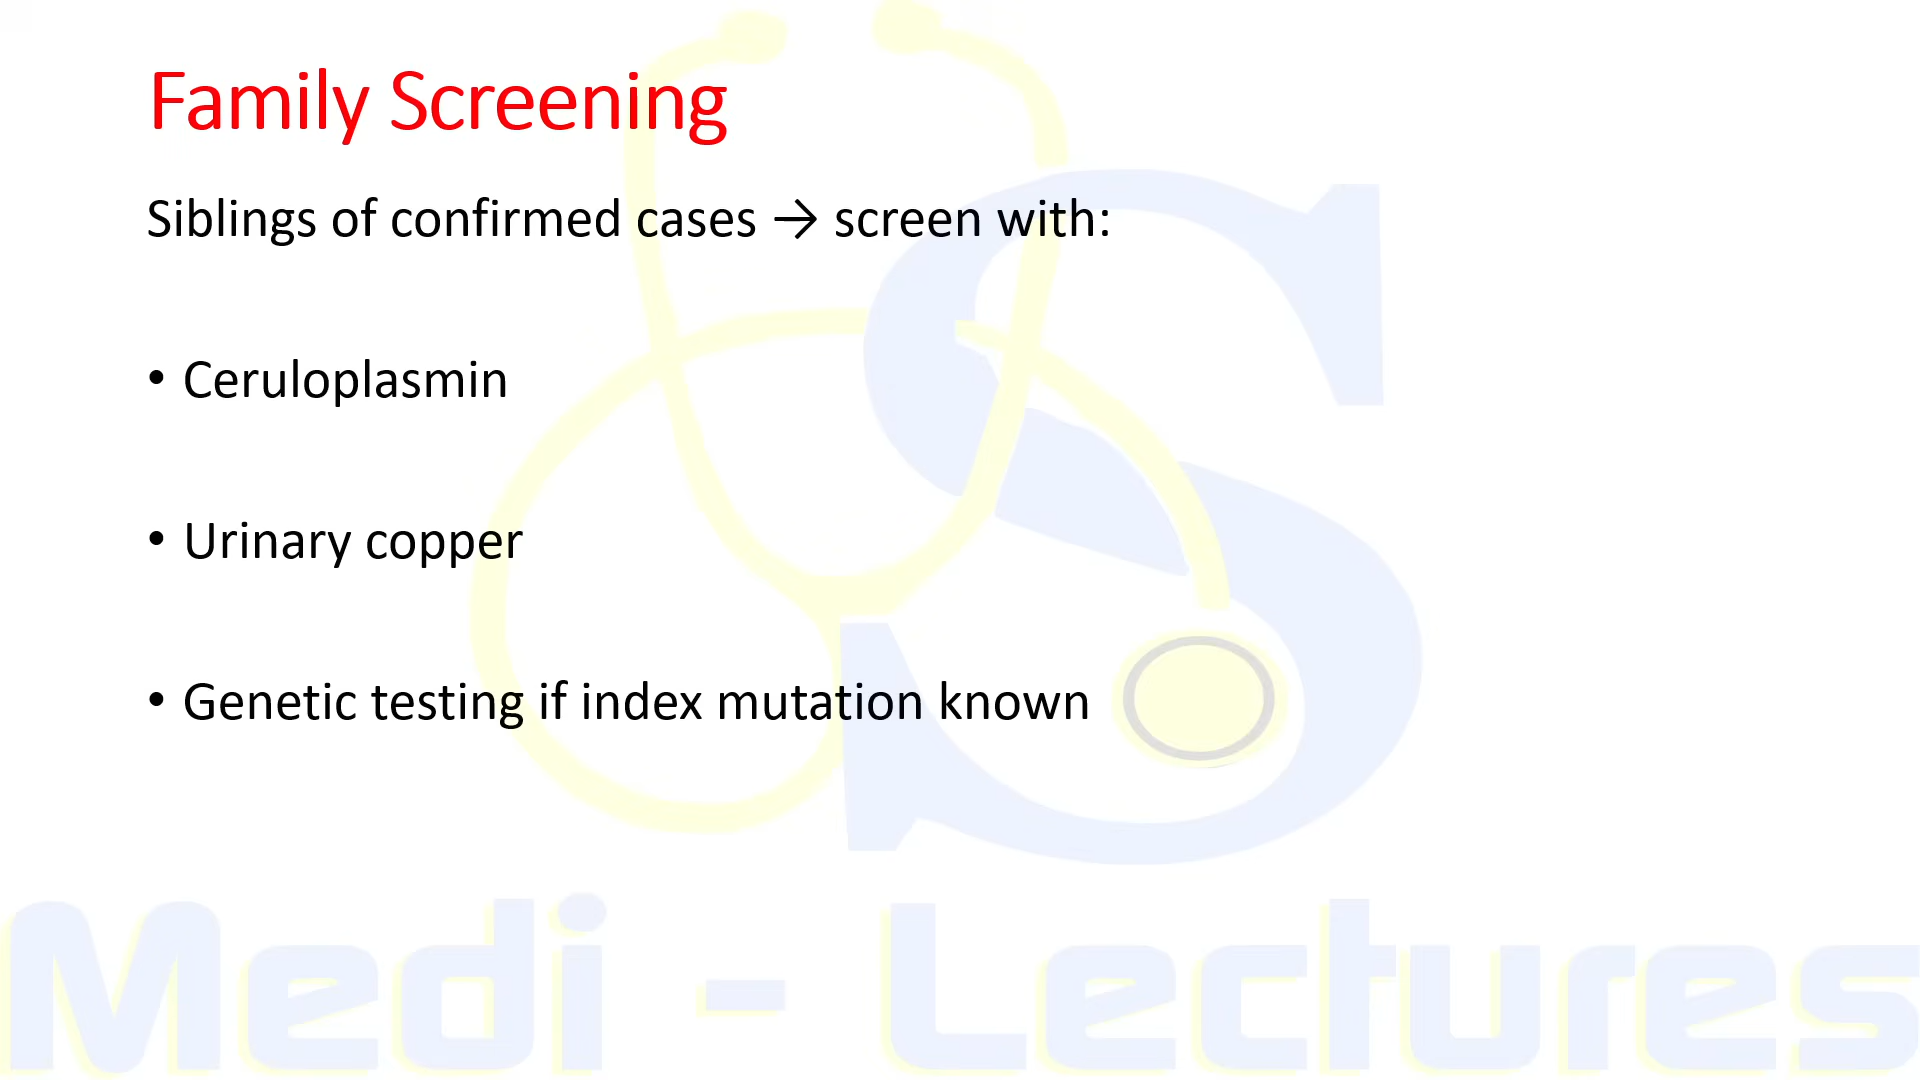 Family Screening
Siblings of confirmed cases → screen with:
• Ceruloplasmin
• Urinary copper
• Genetic testing if index mutation known
S
Medi - Lectures